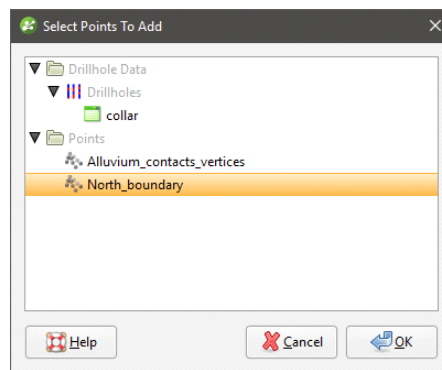 Select Points To Add
Drillhole Data
Drillholes
collar
Points
Alluvium_contacts_vertices
North_boundary
Help Cancel OK